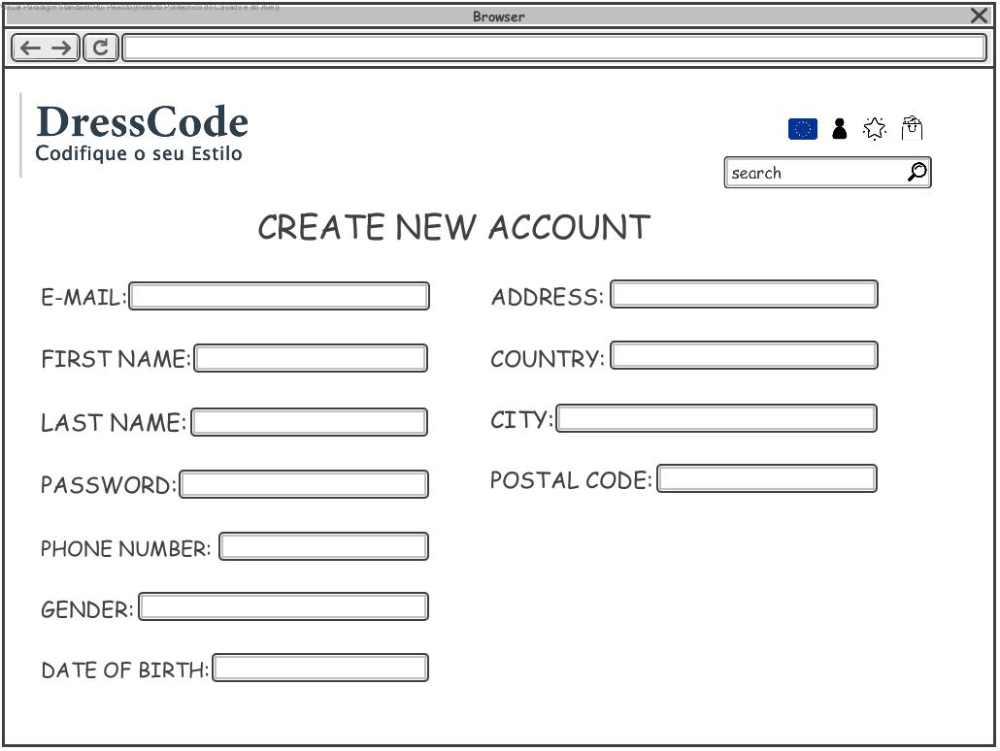 Visual Paradigm Standard(Rui Peixoto(Instituto Politécnico do Cávado e do Ave))
Browser
DressCode
Codifique o seu Estilo
search
CREATE NEW ACCOUNT
E-MAIL:
ADDRESS:
FIRST NAME:
COUNTRY:
LAST NAME:
CITY:
PASSWORD:
POSTAL CODE:
PHONE NUMBER:
GENDER:
DATE OF BIRTH: